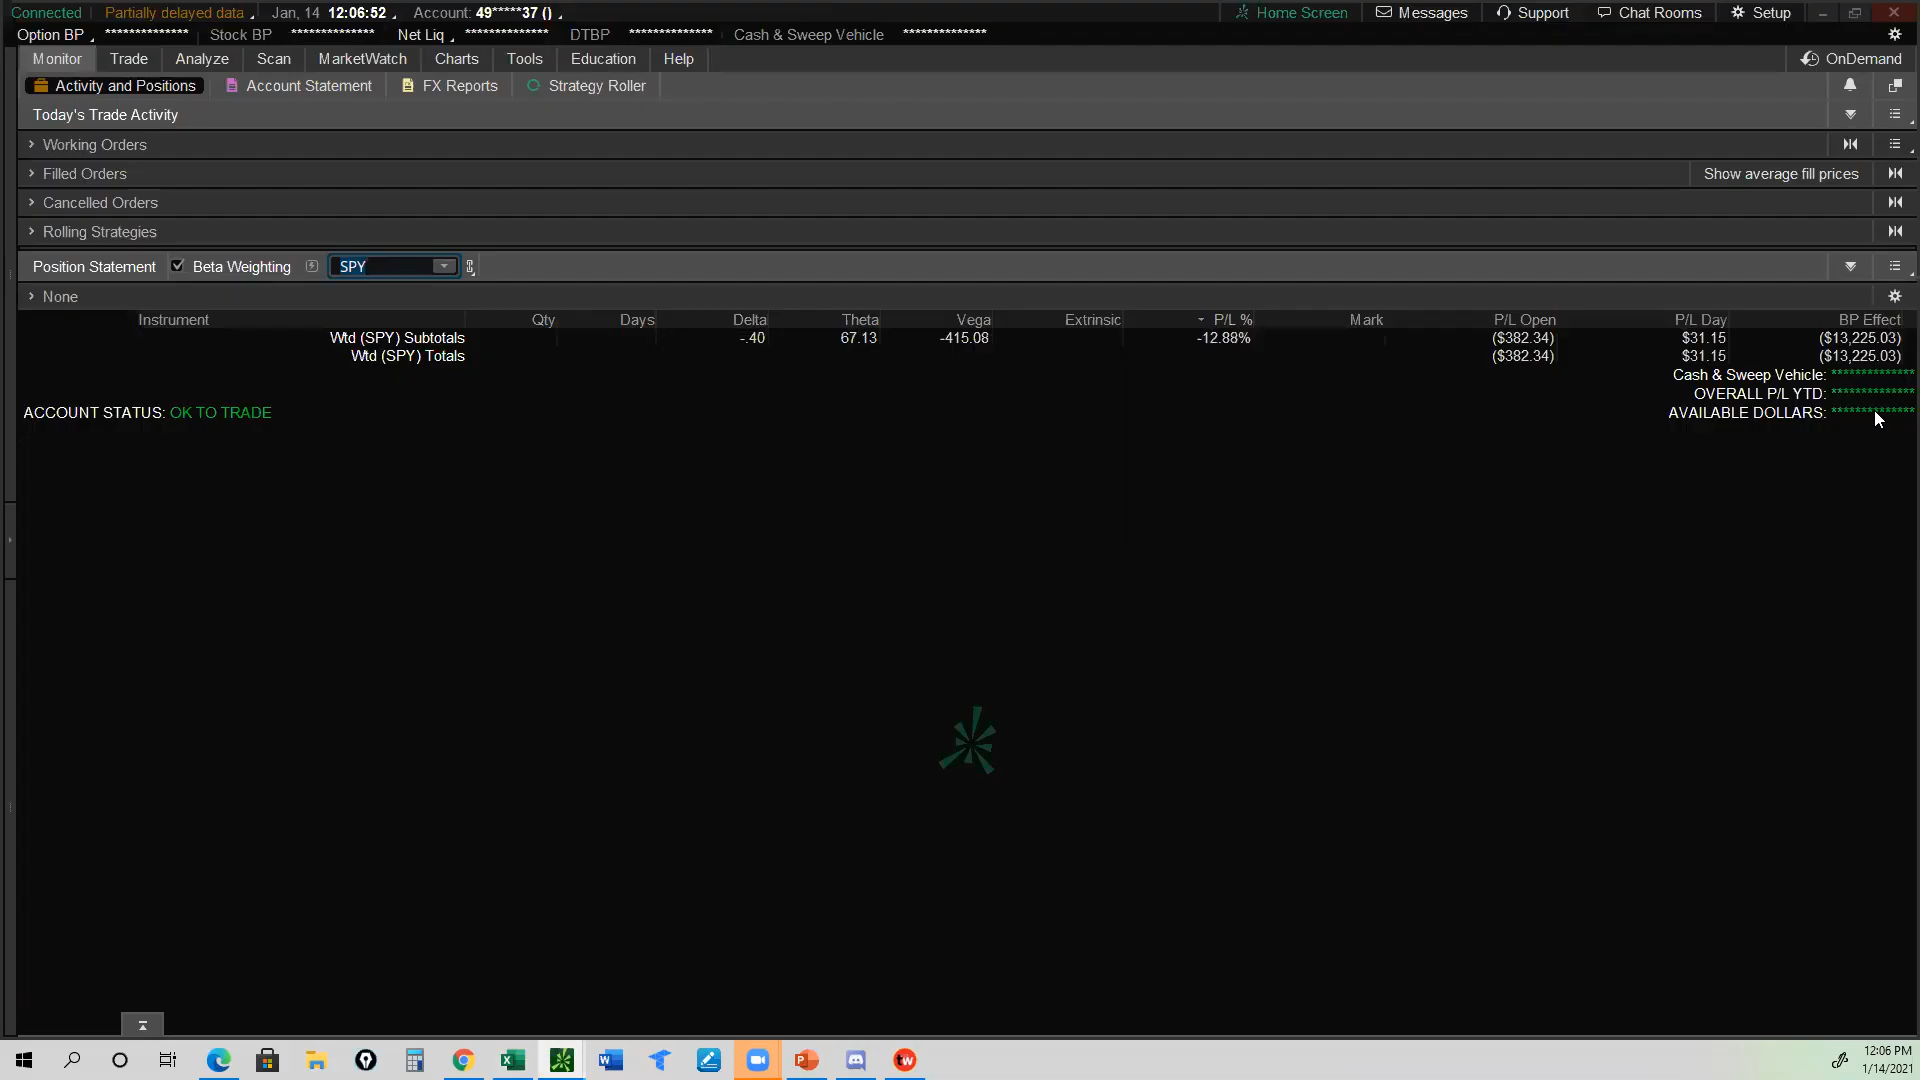 Connected Partially delayed data Jan, 14 12:06:52 Account: 49*****37 () Home Screen Messages Support Chat Rooms Setup
Option BP ************** Stock BP ************** Net Liq ************** DTBP ************** Cash & Sweep Vehicle **************
Monitor Trade Analyze Scan MarketWatch Charts Tools Education Help OnDemand
Activity and Positions Account Statement FX Reports Strategy Roller
Today's Trade Activity
Working Orders
Filled Orders Show average fill prices
Cancelled Orders
Rolling Strategies
Position Statement Beta Weighting SPY
None
Instrument Qty Days Delta Theta Vega Extrinsic P/L % Mark P/L Open P/L Day BP Effect
Wtd (SPY) Subtotals -.40 67.13 -415.08 -12.88% ($382.34) $31.15 ($13,225.03)
Wtd (SPY) Totals ($382.34) $31.15 ($13,225.03)
Cash & Sweep Vehicle: **************
OVERALL P/L YTD: **************
ACCOUNT STATUS: OK TO TRADE AVAILABLE DOLLARS: **************
12:06 PM
1/14/2021